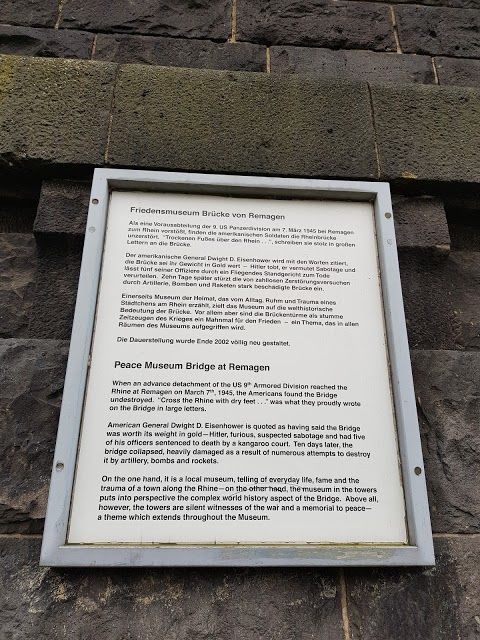 Friedensmuseum Brücke von Remagen
Als eine Vorausabteilung der 9. US Panzerdivision am 7. März 1945 bei Remagen
zum Rhein vorstößt, finden die amerikanischen Soldaten die Rheinbrücke
unzerstört. "Trockenen Fußes über den Rhein . . .", schreiben sie stolz in großen
Lettern an die Brücke.
Der amerikanische General Dwight D. Eisenhower wird mit den Worten zitiert,
die Brücke sei ihr Gewicht in Gold wert – Hitler tobt, er vermutet Sabotage und
lässt fünf seiner Offiziere durch ein Fliegendes Standgericht zum Tode
verurteilen. Zehn Tage später stürzt die von zahllosen Zerstörungsversuchen
durch Artillerie, Bomben und Raketen stark beschädigte Brücke ein.
Einerseits Museum der Heimat, das vom Alltag, Ruhm und Trauma eines
Städtchens am Rhein erzählt, zielt das Museum auf die welthistorische
Bedeutung der Brücke. Vor allem aber sind die Brückentürme als stumme
Zeitzeugen des Krieges ein Mahnmal für den Frieden – ein Thema, das in allen
Räumen des Museums aufgegriffen wird.
Die Dauerstellung wurde Ende 2002 völlig neu gestaltet.
Peace Museum Bridge at Remagen
When an advance detachment of the US 9th Armored Division reached the
Rhine at Remagen on March 7th, 1945, the Americans found the Bridge
undestroyed. "Cross the Rhine with dry feet . . ." was what they proudly wrote
on the Bridge in large letters.
American General Dwight D. Eisenhower is quoted as having said the Bridge
was worth its weight in gold—Hitler, furious, suspected sabotage and had five
of his officers sentenced to death by a kangaroo court. Ten days later, the
bridge collapsed, heavily damaged as a result of numerous attempts to destroy
it by artillery, bombs and rockets.
On the one hand, it is a local museum, telling of everyday life, fame and the
trauma of a town along the Rhine—on the other hand, the museum in the towers
puts into perspective the complex world history aspect of the Bridge. Above all,
however, the towers are silent witnesses of the war and a memorial to peace—
a theme which extends throughout the Museum.